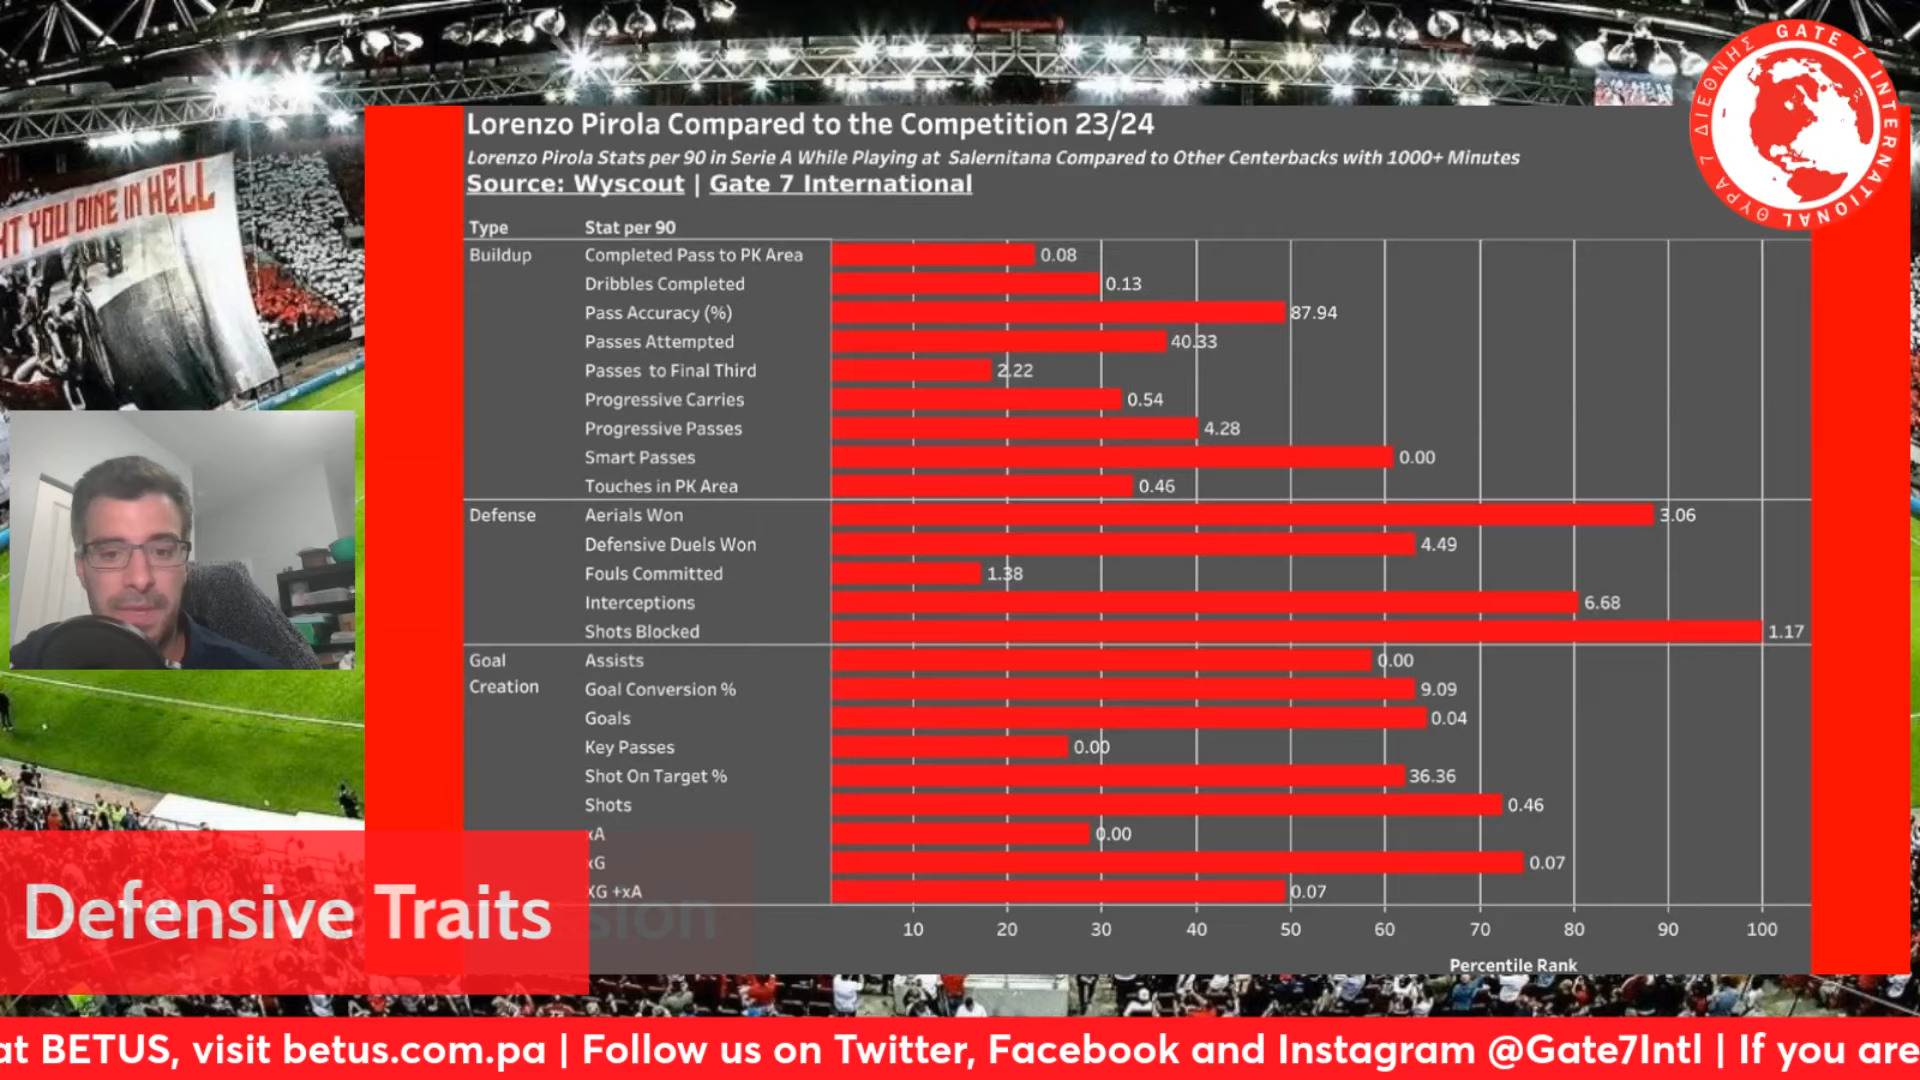 HT YOU DINE IN HELL
GATE 7 INTERNATIONAL
ΘΥΡΑ 7 ΔΙΕΘΝΗΣ
Lorenzo Pirola Compared to the Competition 23/24
Lorenzo Pirola Stats per 90 in Serie A While Playing at Salernitana Compared to Other Centerbacks with 1000+ Minutes
Source: Wyscout | Gate 7 International
Type Stat per 90
Buildup Completed Pass to PK Area 0.08
Dribbles Completed 0.13
Pass Accuracy (%) 87.94
Passes Attempted 40.33
Passes to Final Third 2.22
Progressive Carries 0.54
Progressive Passes 4.28
Smart Passes 0.00
Touches in PK Area 0.46
Defense Aerials Won 3.06
Defensive Duels Won 4.49
Fouls Committed 1.38
Interceptions 6.68
Shots Blocked 1.17
Goal Assists 0.00
Creation Goal Conversion % 9.09
Goals 0.04
Key Passes 0.00
Shot On Target % 36.36
Shots 0.46
xA 0.00
xG 0.07
XG +xA 0.07
10 20 30 40 50 60 70 80 90 100
Percentile Rank
Defensive Traits
at BETUS, visit betus.com.pa | Follow us on Twitter, Facebook and Instagram @Gate7Intl | If you are